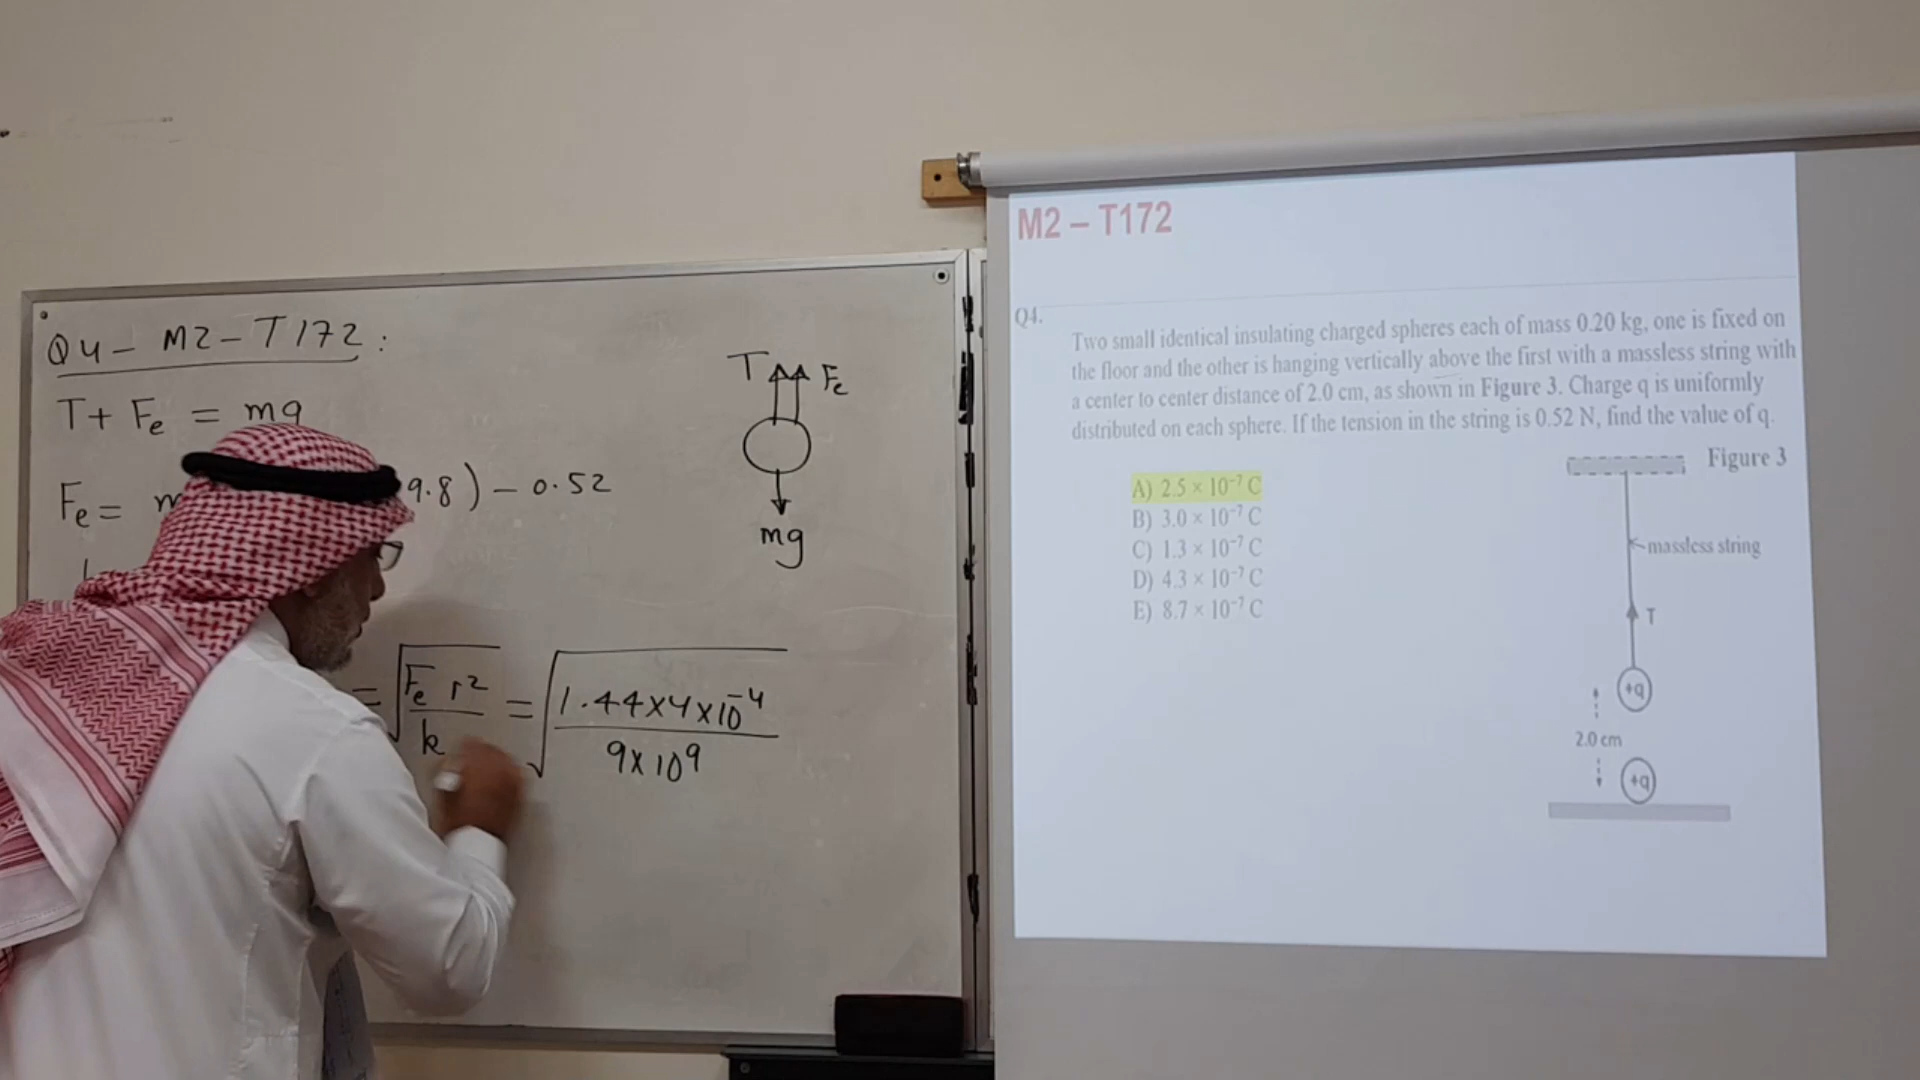 Q4 - M2 - T172 :
T + Fe = mg
Fe = 9.8) - 0.52
= √(Fe r² / k) = √(1.44 × 4 × 10⁻⁴ / 9 × 10⁹)
T Fe
mg
M2 – T172
Q4.
Two small identical insulating charged spheres each of mass 0.20 kg, one is fixed on
the floor and the other is hanging vertically above the first with a massless string with
a center to center distance of 2.0 cm, as shown in Figure 3. Charge q is uniformly
distributed on each sphere. If the tension in the string is 0.52 N, find the value of q.
Figure 3
A) 2.5 × 10⁻⁷ C
B) 3.0 × 10⁻⁷ C
C) 1.3 × 10⁻⁷ C
D) 4.3 × 10⁻⁷ C
E) 8.7 × 10⁻⁷ C
massless string
T
+q
2.0 cm
+q